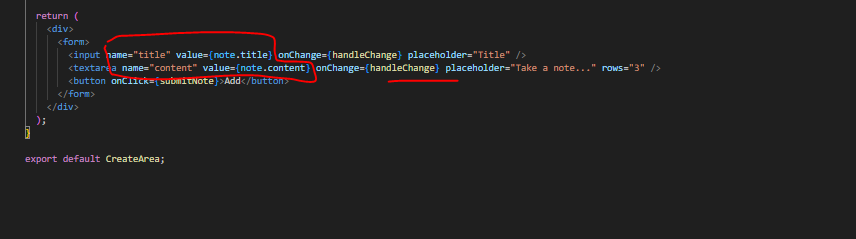 return (
<div>
<form>
<input name="title" value={note.title} onChange={handleChange} placeholder="Title" />
<textarea name="content" value={note.content} onChange={handleChange} placeholder="Take a note..." rows="3" />
<button onClick={submitNote}>Add</button>
</form>
</div>
);
}
export default CreateArea;